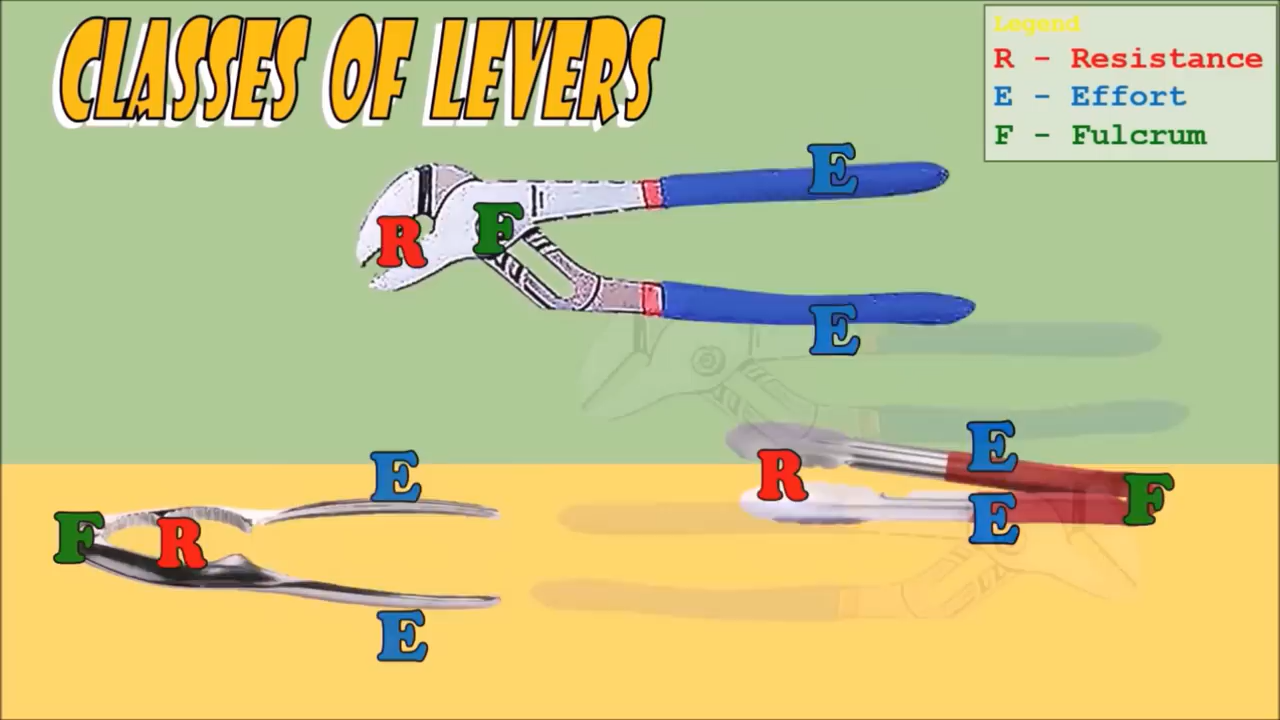 CLASSES OF LEVERS
Legend
R - Resistance
E - Effort
F - Fulcrum
E
R F
E
E
R
F
E
E
F R
E